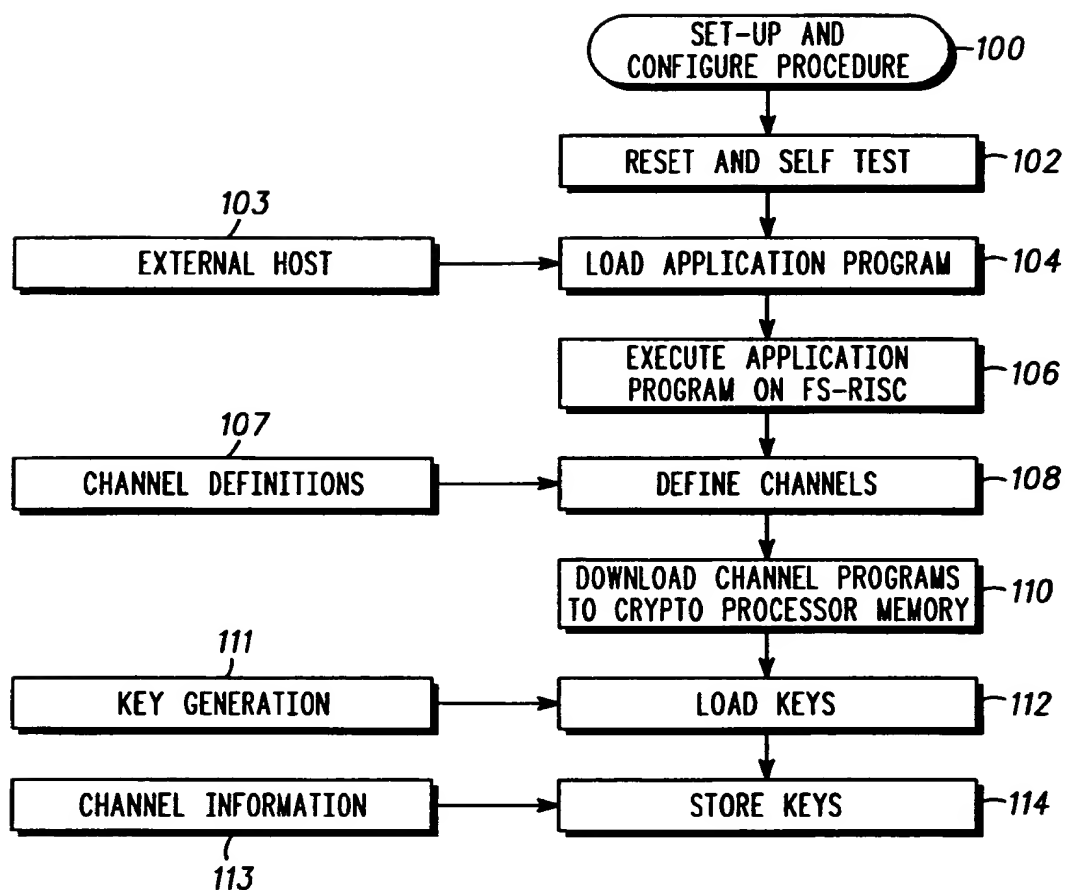 SET-UP AND
CONFIGURE PROCEDURE
100
RESET AND SELF TEST
102
103
EXTERNAL HOST
LOAD APPLICATION PROGRAM
104
EXECUTE APPLICATION
PROGRAM ON FS-RISC
106
107
CHANNEL DEFINITIONS
DEFINE CHANNELS
108
DOWNLOAD CHANNEL PROGRAMS
TO CRYPTO PROCESSOR MEMORY
110
111
KEY GENERATION
LOAD KEYS
112
CHANNEL INFORMATION
STORE KEYS
114
113